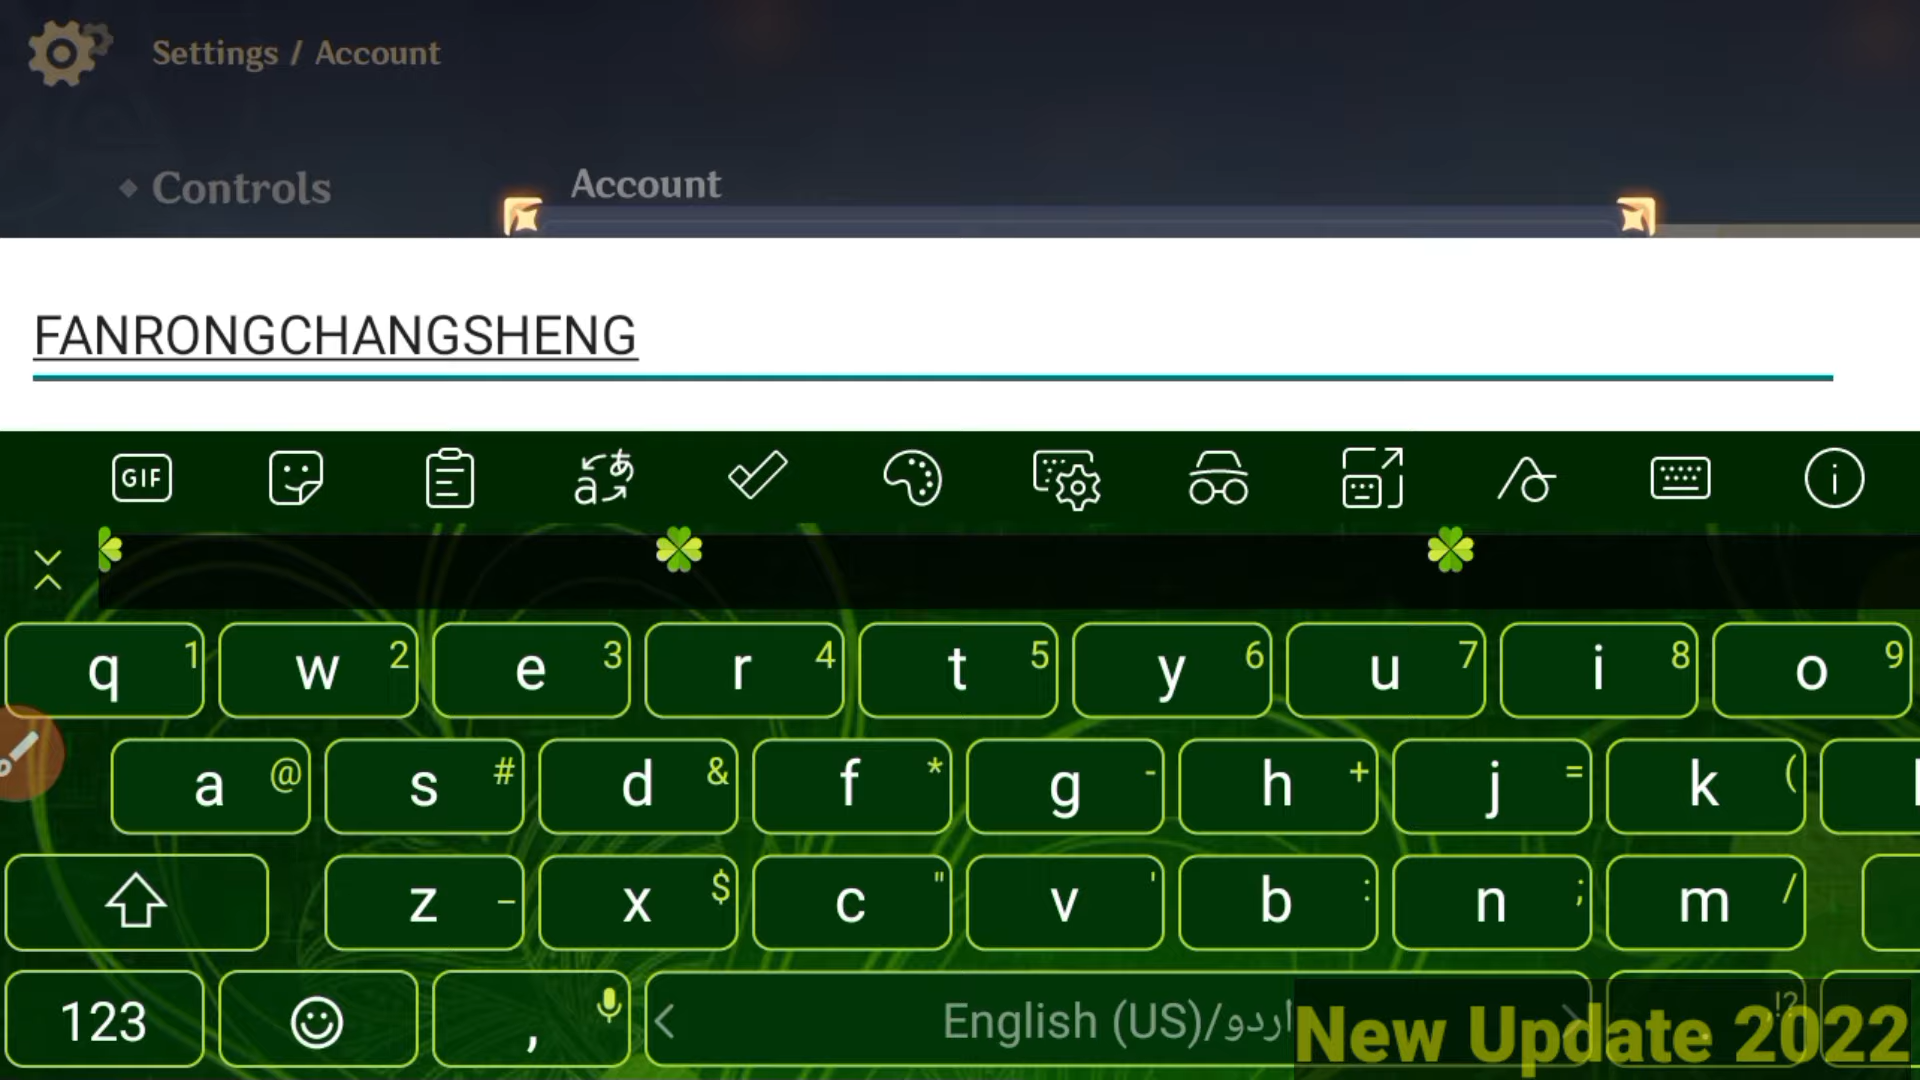 Settings / Account
Controls
Account
FANRONGCHANGSHENG
GIF
a あ
q 1 w 2 e 3 r 4 t 5 y 6 u 7 i 8 o 9
a @ s # d & f * g - h + j = k (
z _ x $ c " v ' b : n ; m /
123 , English (US)/اردو . !?
New Update 2022